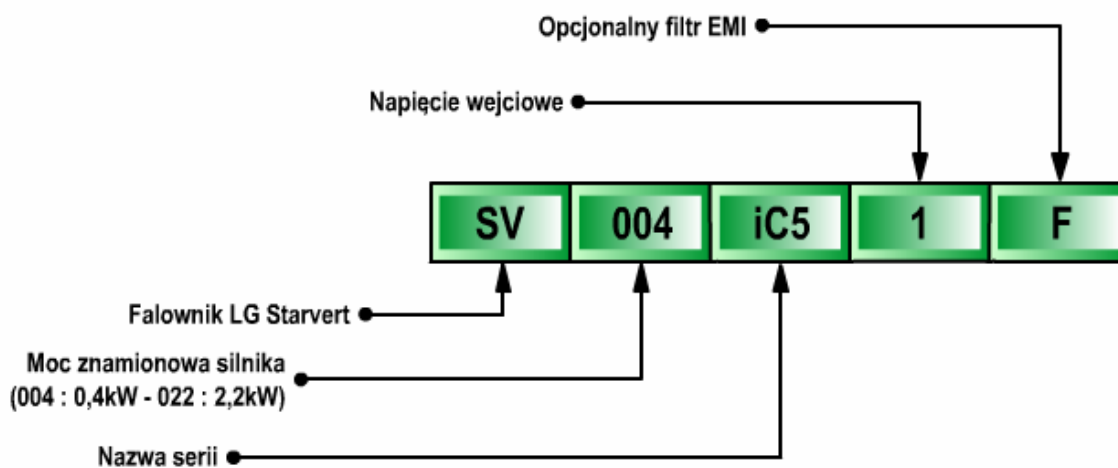 Opcjonalny filtr EMI
Napięcie wejciowe
SV 004 iC5 1 F
Falownik LG Starvert
Moc znamionowa silnika
(004 : 0,4kW - 022 : 2,2kW)
Nazwa serii